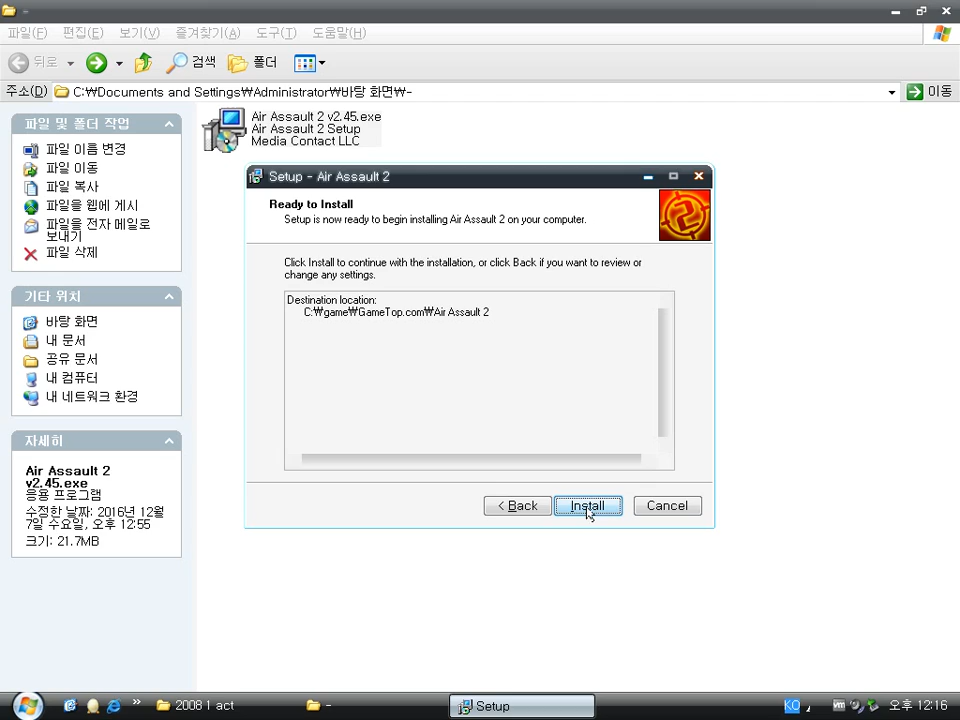 -
파일(F) 편집(E) 보기(V) 즐겨찾기(A) 도구(T) 도움말(H)
뒤로 검색 폴더
주소(D) C:\Documents and Settings\Administrator\바탕 화면\- 이동
파일 및 폴더 작업
파일 이름 변경
파일 이동
파일 복사
파일을 웹에 게시
파일을 전자 메일로
보내기
파일 삭제
기타 위치
바탕 화면
내 문서
공유 문서
내 컴퓨터
내 네트워크 환경
자세히
Air Assault 2
v2.45.exe
응용 프로그램
수정한 날짜: 2016년 12월
7일 수요일, 오후 12:55
크기: 21.7MB
Air Assault 2 v2.45.exe
Air Assault 2 Setup
Media Contact LLC
Setup - Air Assault 2
Ready to Install
Setup is now ready to begin installing Air Assault 2 on your computer.
Click Install to continue with the installation, or click Back if you want to review or
change any settings.
Destination location:
C:\game\GameTop.com\Air Assault 2
< Back Install Cancel
2008 1 act - Setup KO 오후 12:16